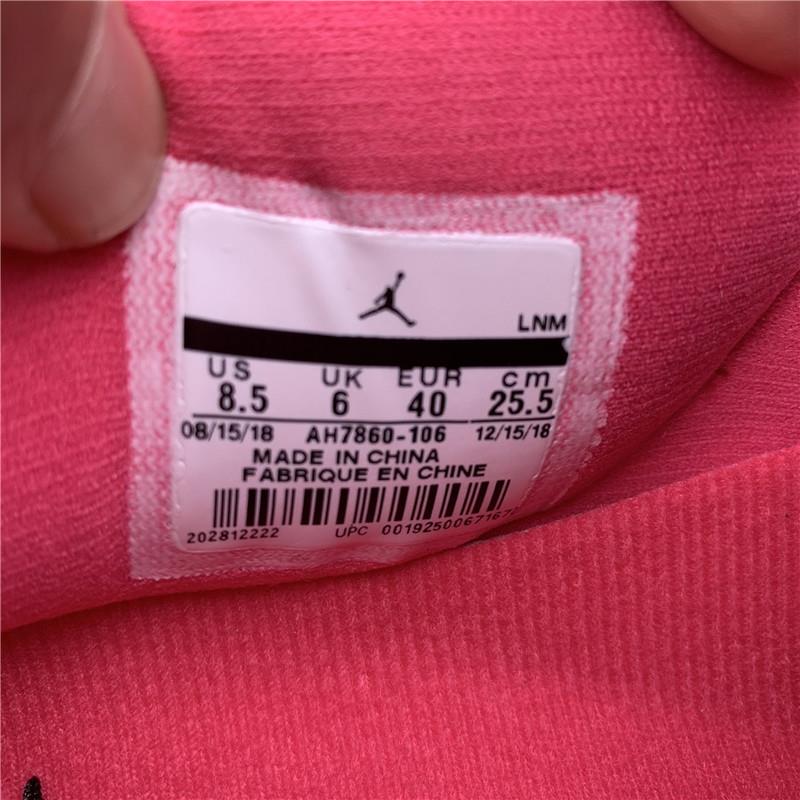 LNM
US UK EUR cm
8.5 6 40 25.5
08/15/18 AH7860-106 12/15/18
MADE IN CHINA
FABRIQUE EN CHINE
202812222 UPC